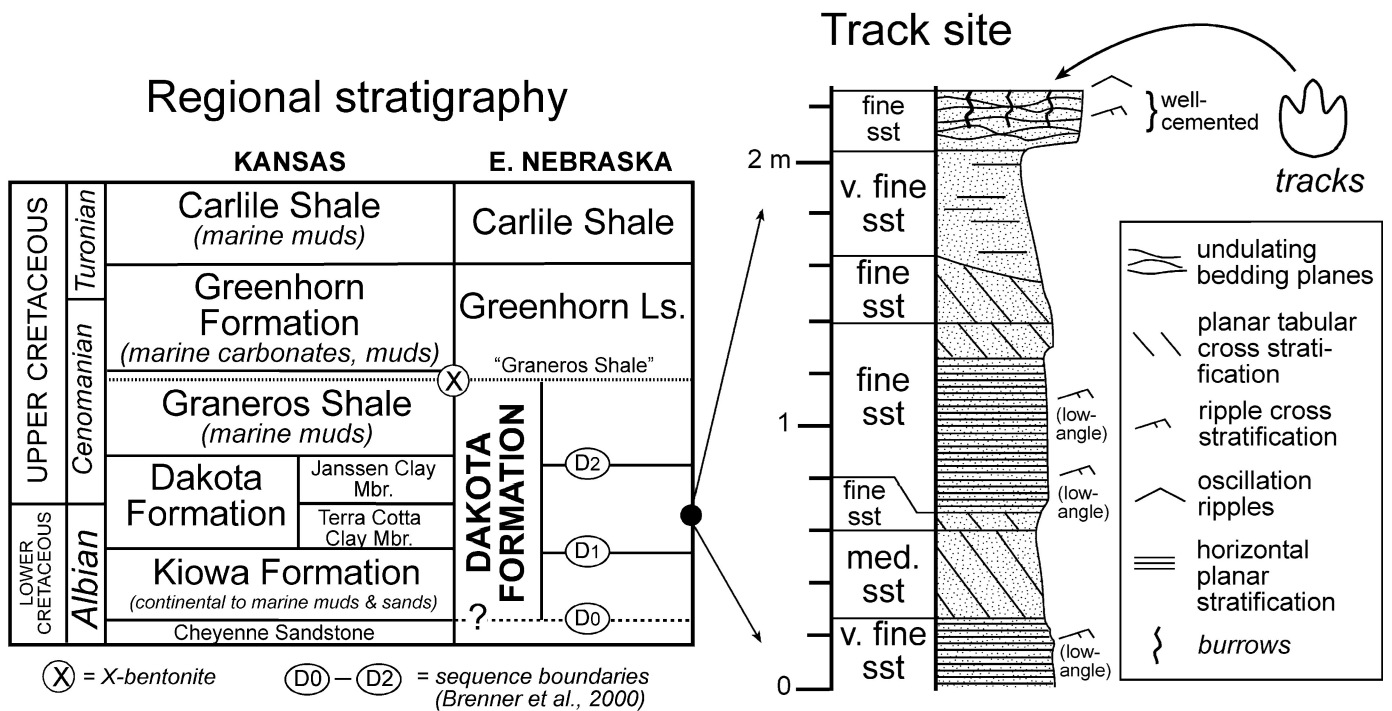 Regional stratigraphy
KANSAS
E. NEBRASKA
UPPER CRETACEOUS
LOWER
CRETACEOUS
Turonian
Cenomanian
Albian
Carlile Shale
(marine muds)
Greenhorn
Formation
(marine carbonates, muds)
X
Graneros Shale
(marine muds)
Dakota
Formation
Janssen Clay
Mbr.
Terra Cotta
Clay Mbr.
Kiowa Formation
(continental to marine muds & sands)
Cheyenne Sandstone
Carlile Shale
Greenhorn Ls.
“Graneros Shale”
DAKOTA
FORMATION
D2
D1
?
D0
X = X-bentonite
D0 – D2 = sequence boundaries
(Brenner et al., 2000)
Track site
2 m
1
0
fine
sst
v. fine
sst
fine
sst
fine
sst
fine
sst
med.
sst
v. fine
sst
} well-
cemented
(low-
angle)
(low-
angle)
(low-
angle)
tracks
undulating
bedding planes
planar tabular
cross strati-
fication
ripple cross
stratification
oscillation
ripples
horizontal
planar
stratification
burrows